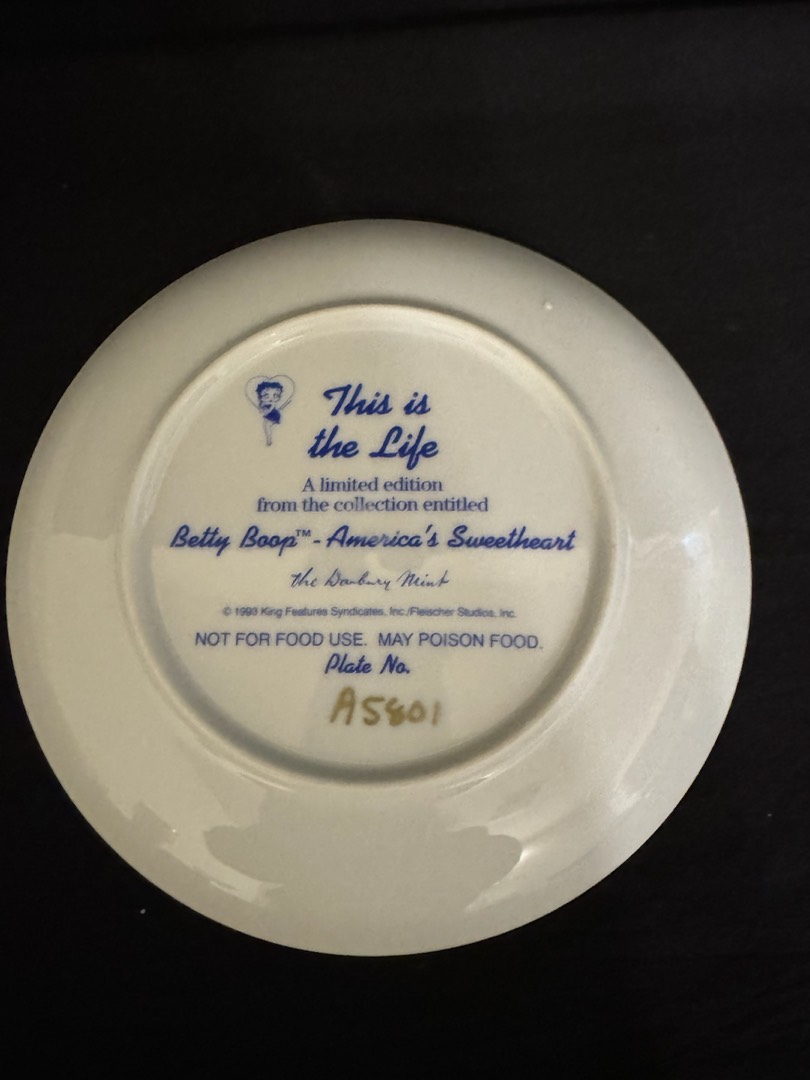 This is
the Life
A limited edition
from the collection entitled
Betty Boop™ - America's Sweetheart
The Danbury Mint
© 1993 King Features Syndicates, Inc./Fleischer Studios, Inc.
NOT FOR FOOD USE. MAY POISON FOOD.
Plate No.
A5801